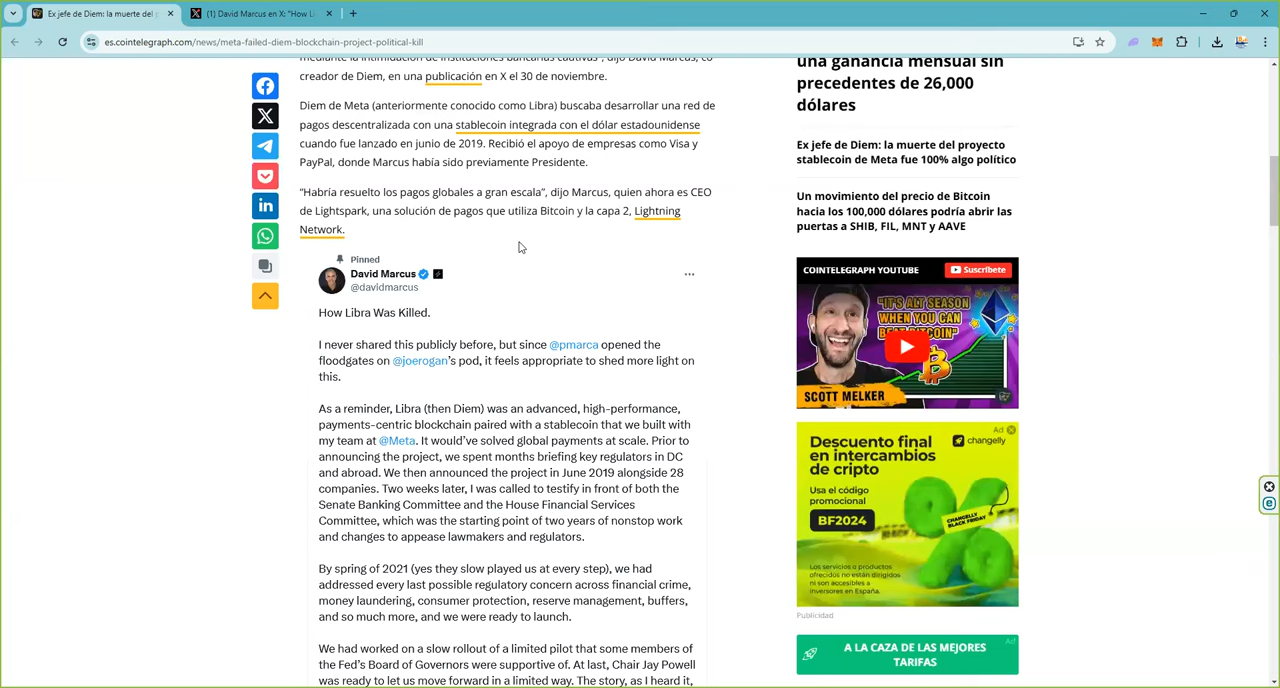 Ex jefe de Diem: la muerte del p
(1) David Marcus en X: "How Li
es.cointelegraph.com/news/meta-failed-diem-blockchain-project-political-kill
mediante la intimidación de instituciones bancarias cautivas", dijo David Marcus, co-
creador de Diem, en una publicación en X el 30 de noviembre.
Diem de Meta (anteriormente conocido como Libra) buscaba desarrollar una red de
pagos descentralizada con una stablecoin integrada con el dólar estadounidense
cuando fue lanzado en junio de 2019. Recibió el apoyo de empresas como Visa y
PayPal, donde Marcus había sido previamente Presidente.
"Habría resuelto los pagos globales a gran escala", dijo Marcus, quien ahora es CEO
de Lightspark, una solución de pagos que utiliza Bitcoin y la capa 2, Lightning
Network.
Pinned
David Marcus
@davidmarcus
How Libra Was Killed.
I never shared this publicly before, but since @pmarca opened the
floodgates on @joerogan's pod, it feels appropriate to shed more light on
this.
As a reminder, Libra (then Diem) was an advanced, high-performance,
payments-centric blockchain paired with a stablecoin that we built with
my team at @Meta. It would've solved global payments at scale. Prior to
announcing the project, we spent months briefing key regulators in DC
and abroad. We then announced the project in June 2019 alongside 28
companies. Two weeks later, I was called to testify in front of both the
Senate Banking Committee and the House Financial Services
Committee, which was the starting point of two years of nonstop work
and changes to appease lawmakers and regulators.
By spring of 2021 (yes they slow played us at every step), we had
addressed every last possible regulatory concern across financial crime,
money laundering, consumer protection, reserve management, buffers,
and so much more, and we were ready to launch.
We had worked on a slow rollout of a limited pilot that some members of
the Fed's Board of Governors were supportive of. At last, Chair Jay Powell
was ready to let us move forward in a limited way. The story, as I heard it,
una ganancia mensual sin
precedentes de 26,000
dólares
Ex jefe de Diem: la muerte del proyecto
stablecoin de Meta fue 100% algo político
Un movimiento del precio de Bitcoin
hacia los 100,000 dólares podría abrir las
puertas a SHIB, FIL, MNT y AAVE
COINTELEGRAPH YOUTUBE
Suscríbete
"IT'S ALT SEASON
WHEN YOU CAN
BEAT BITCOIN"
SCOTT MELKER
Ad
Descuento final
en intercambios
de cripto
changelly
Usa el código
promocional
BF2024
CHANGELLY
BLACK FRIDAY
Los servicios o productos
ofrecidos no están dirigidos
ni son accesibles a
inversores en España.
Publicidad
Ad
A LA CAZA DE LAS MEJORES
TARIFAS